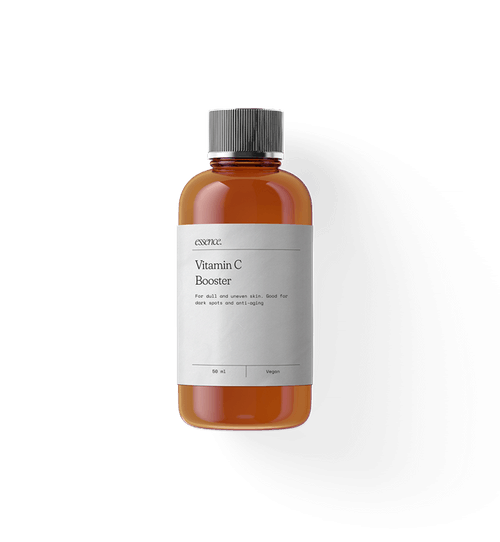 essence.
Vitamin C
Booster
For dull and uneven skin. Good for
dark spots and anti-aging
50 ml
Vegan